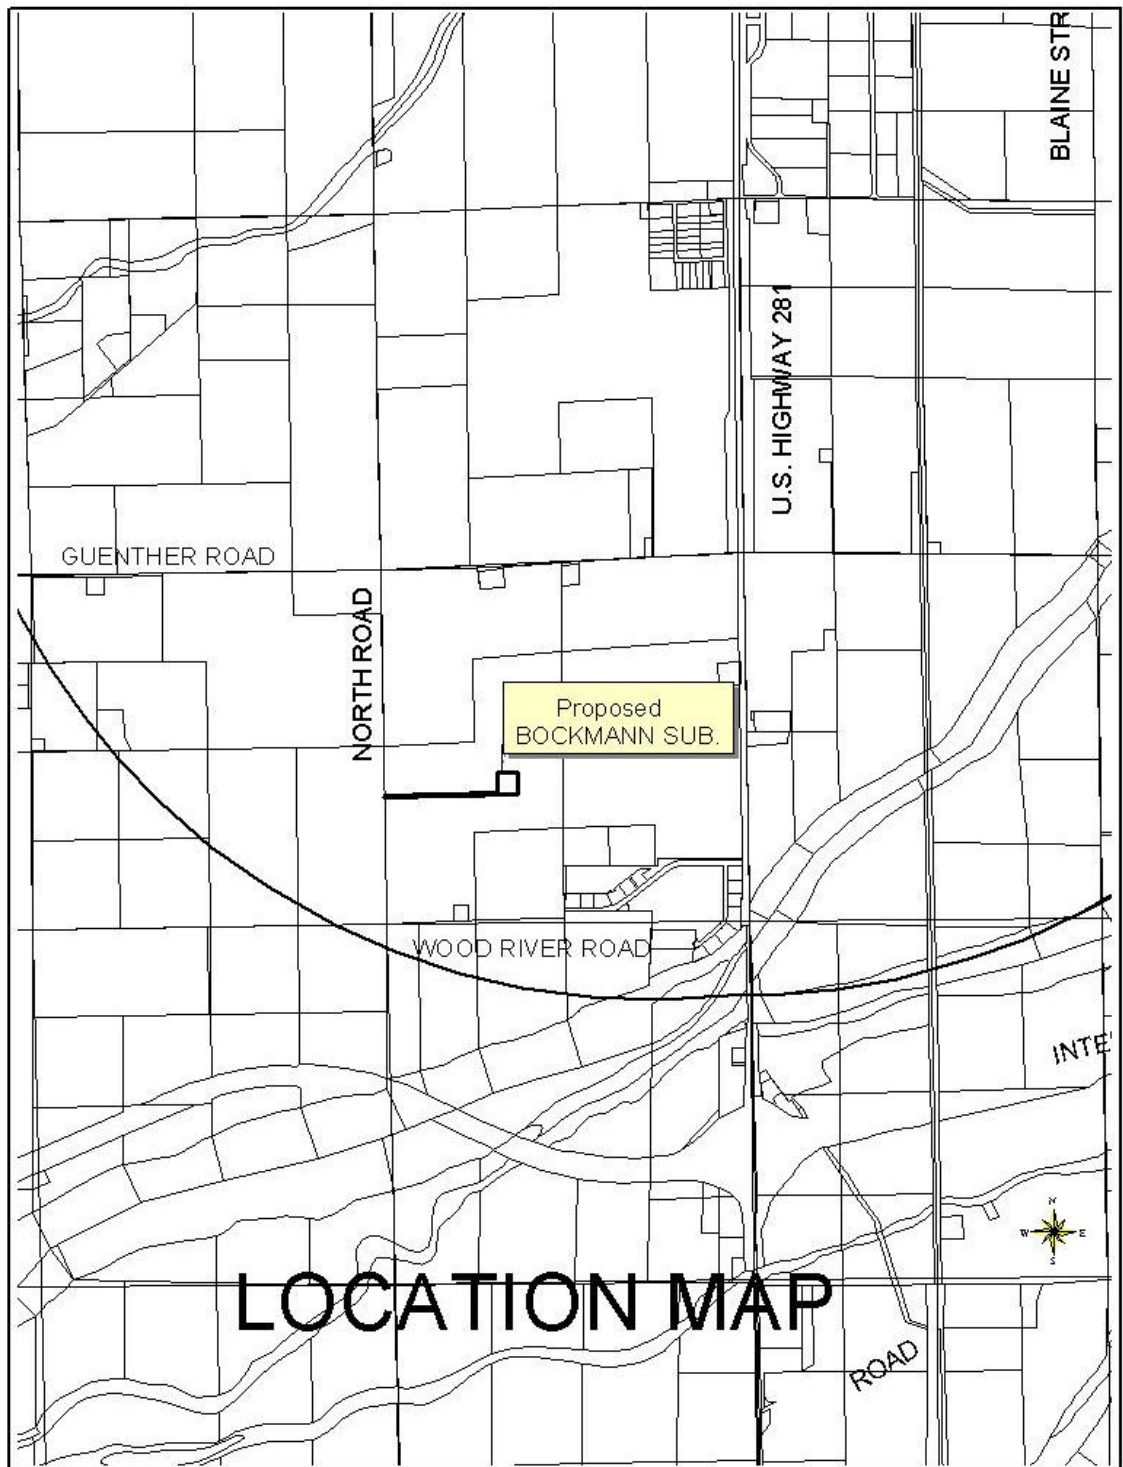 BLAINE STR
U.S. HIGHWAY 281
GUENTHER ROAD
NORTH ROAD
Proposed
BOCKMANN SUB.
WOOD RIVER ROAD
INTE
N
W E
S
LOCATION MAP
ROAD